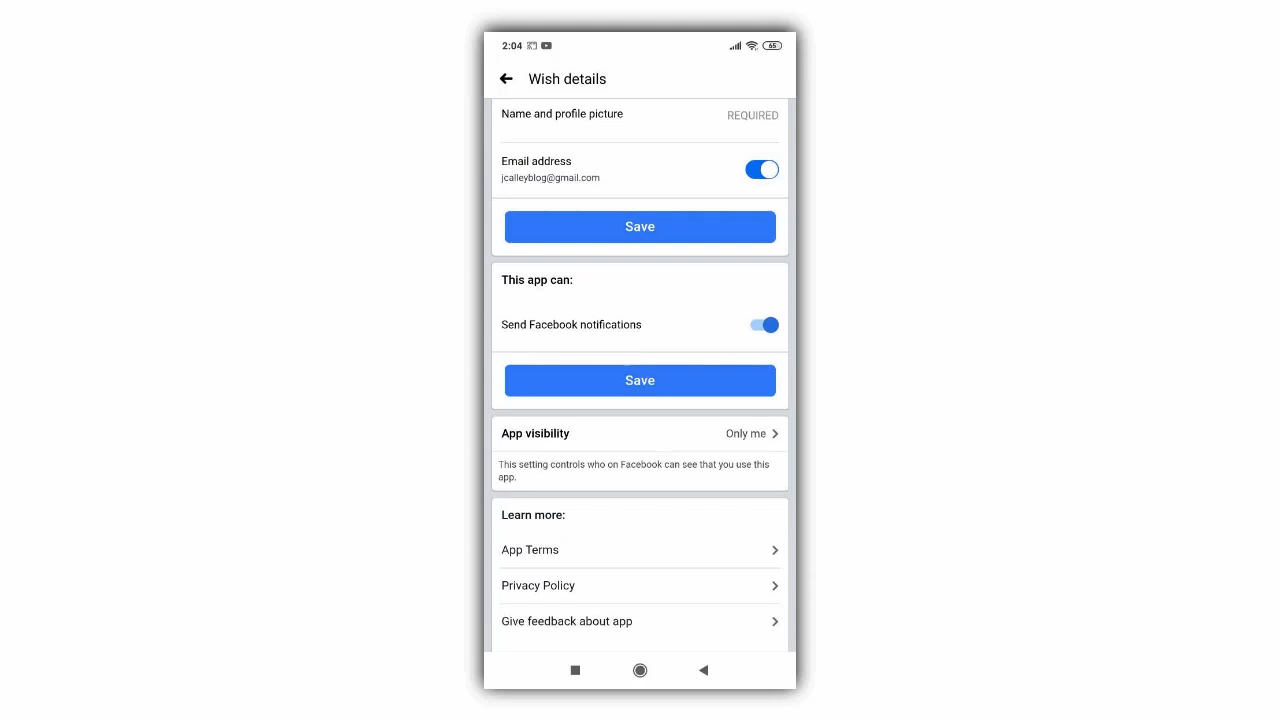 2:04
65
Wish details
Name and profile picture
REQUIRED
Email address
jcalleyblog@gmail.com
Save
This app can:
Send Facebook notifications
Save
App visibility
Only me
This setting controls who on Facebook can see that you use this
app.
Learn more:
App Terms
Privacy Policy
Give feedback about app